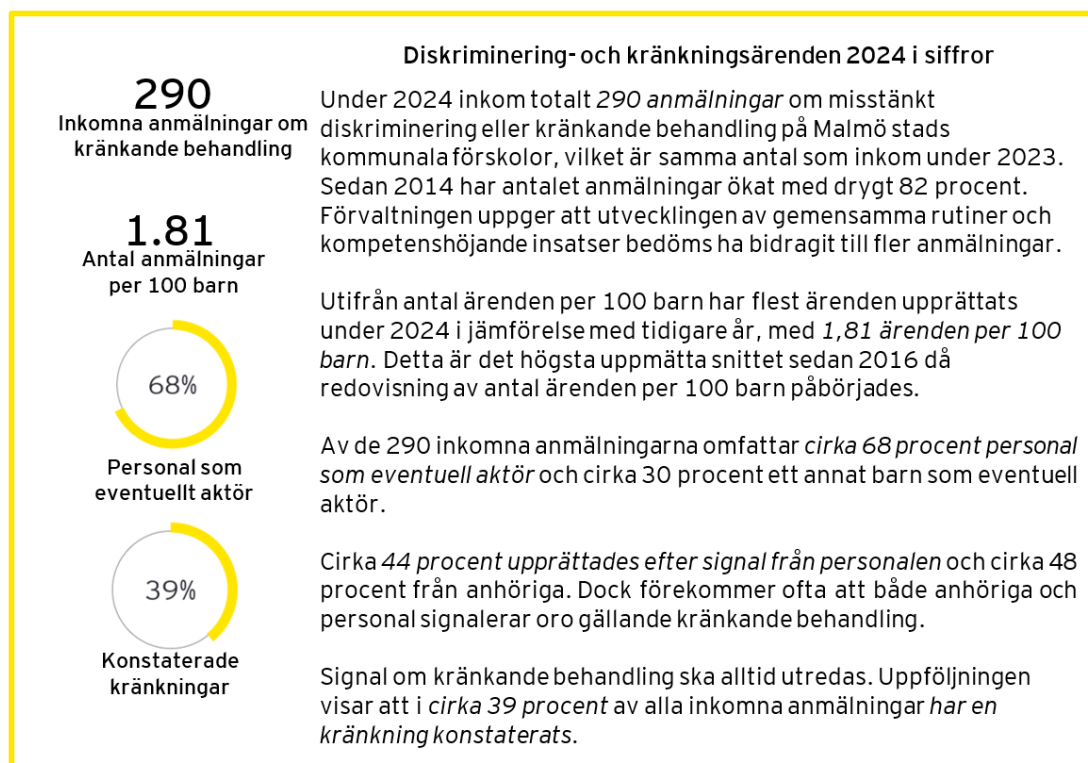 Diskriminering- och kränkningsärenden 2024 i siffror
290
Inkomna anmälningar om
kränkande behandling
1.81
Antal anmälningar
per 100 barn
68%
Personal som
eventuellt aktör
39%
Konstaterade
kränkningar
Under 2024 inkom totalt 290 anmälningar om misstänkt
diskriminering eller kränkande behandling på Malmö stads
kommunala förskolor, vilket är samma antal som inkom under 2023.
Sedan 2014 har antalet anmälningar ökat med drygt 82 procent.
Förvaltningen uppger att utvecklingen av gemensamma rutiner och
kompetenshöjande insatser bedöms ha bidragit till fler anmälningar.
Utifrån antal ärenden per 100 barn har flest ärenden upprättats
under 2024 i jämförelse med tidigare år, med 1,81 ärenden per 100
barn. Detta är det högsta uppmätta snittet sedan 2016 då
redovisning av antal ärenden per 100 barn påbörjades.
Av de 290 inkomna anmälningarna omfattar cirka 68 procent personal
som eventuell aktör och cirka 30 procent ett annat barn som eventuell
aktör.
Cirka 44 procent upprättades efter signal från personalen och cirka 48
procent från anhöriga. Dock förekommer ofta att både anhöriga och
personal signalerar oro gällande kränkande behandling.
Signal om kränkande behandling ska alltid utredas. Uppföljningen
visar att i cirka 39 procent av alla inkomna anmälningar har en
kränkning konstaterats.